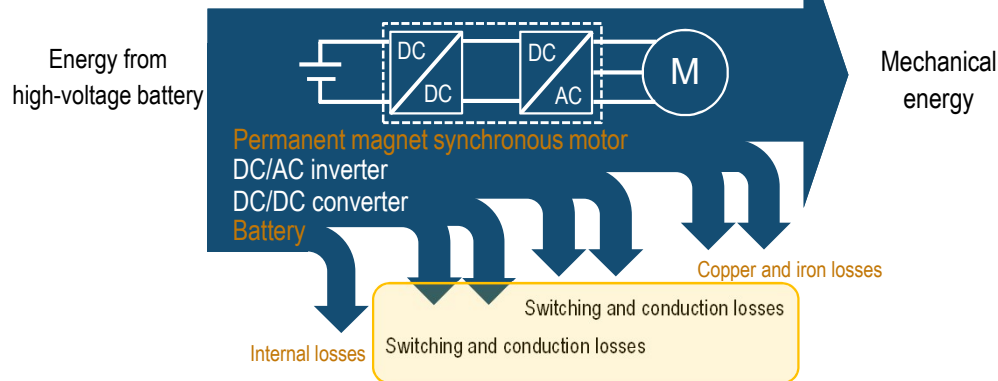 Energy from
high-voltage battery
DC
DC
DC
AC
M
Mechanical
energy
Permanent magnet synchronous motor
DC/AC inverter
DC/DC converter
Battery
Copper and iron losses
Switching and conduction losses
Switching and conduction losses
Internal losses